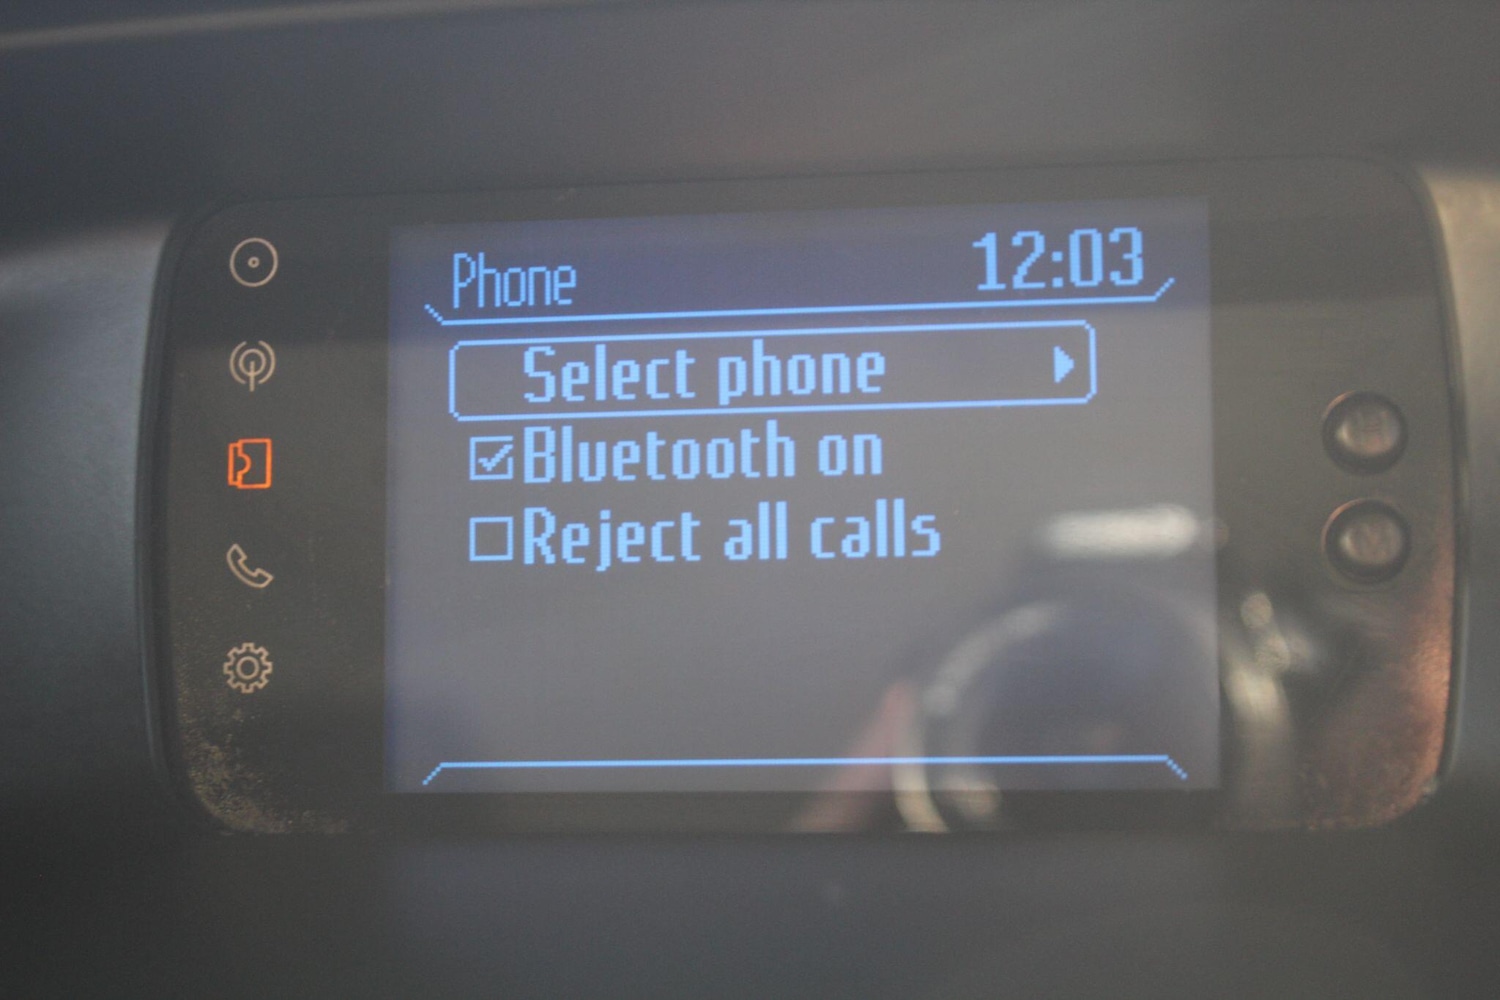 Phone 12:03
Select phone
Bluetooth on
Reject all calls